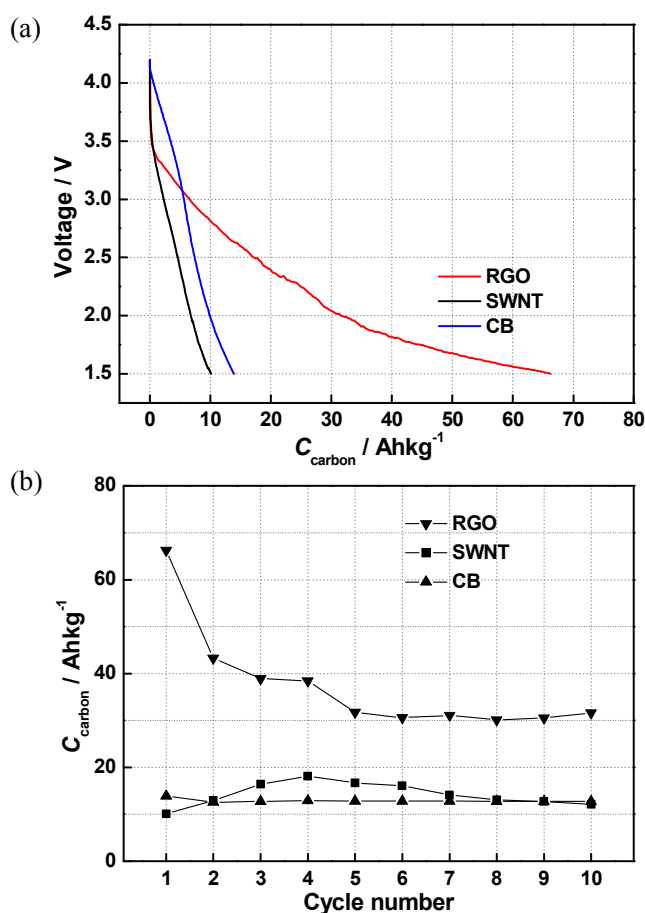 (a)
4.5
4.0
3.5
3.0
2.5
2.0
1.5
Voltage / V
RGO
SWNT
CB
0 10 20 30 40 50 60 70 80
C carbon / Ahkg⁻¹
(b)
80
60
40
20
0
C carbon / Ahkg⁻¹
RGO
SWNT
CB
1 2 3 4 5 6 7 8 9 10
Cycle number